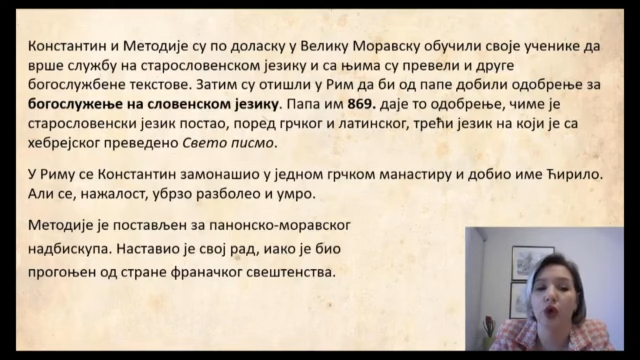 Константин и Методије су по доласку у Велику Моравску обучили своје ученике да
врше службу на старословенском језику и са њима су превели и друге
богослужбене текстове. Затим су отишли у Рим да би од папе добили одобрење за
богослужење на словенском језику. Папа им 869. даје то одобрење, чиме је
старословенски језик постао, поред грчког и латинског, трећи језик на који је са
хебрејског преведено Свето писмо.
У Риму се Константин замонашио у једном грчком манастиру и добио име Ћирило.
Али се, нажалост, убрзо разболео и умро.
Методије је постављен за панонско-моравског
надбискупа. Наставио је свој рад, иако је био
прогоњен од стране франачког свештенства.